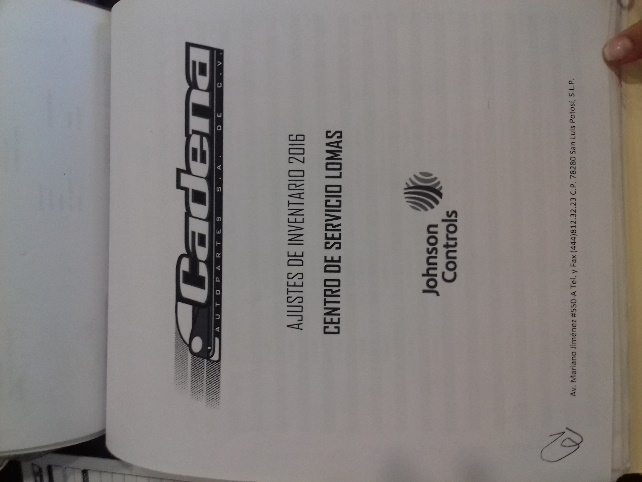 Cadena
AUTOPARTES S.A. DE C.V.
AJUSTES DE INVENTARIO 2016
CENTRO DE SERVICIO LOMAS
Johnson
Controls
Av. Mariano Jiménez #550 A Tel. y Fax (444)812.32.23 C.P. 78280 San Luis Potosí, S.L.P.